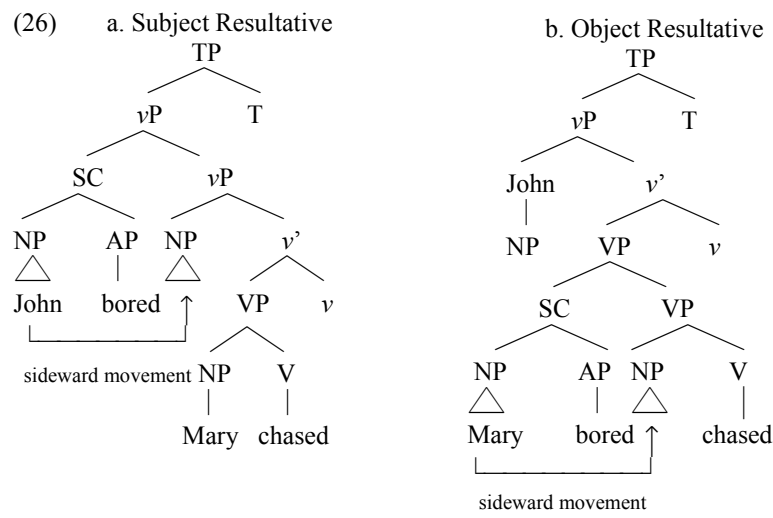 (26) a. Subject Resultative b. Object Resultative
TP TP
vP T vP T
SC vP John v'
NP AP NP v' NP VP v
John bored VP v SC VP
sideward movement NP V NP AP NP V
Mary chased Mary bored chased
sideward movement